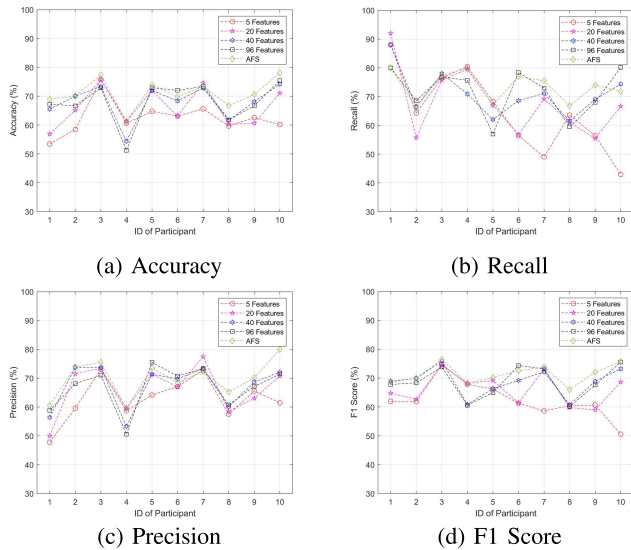 100
90
80
70
60
50
40
30
Accuracy (%)
1 2 3 4 5 6 7 8 9 10
ID of Participant
5 Features
20 Features
40 Features
96 Features
AFS
(a) Accuracy
100
90
80
70
60
50
40
30
Recall (%)
1 2 3 4 5 6 7 8 9 10
ID of Participant
5 Features
20 Features
40 Features
96 Features
AFS
(b) Recall
100
90
80
70
60
50
40
30
Precision (%)
1 2 3 4 5 6 7 8 9 10
ID of Participant
5 Features
20 Features
40 Features
96 Features
AFS
(c) Precision
100
90
80
70
60
50
40
30
F1 Score (%)
1 2 3 4 5 6 7 8 9 10
ID of Participant
5 Features
20 Features
40 Features
96 Features
AFS
(d) F1 Score